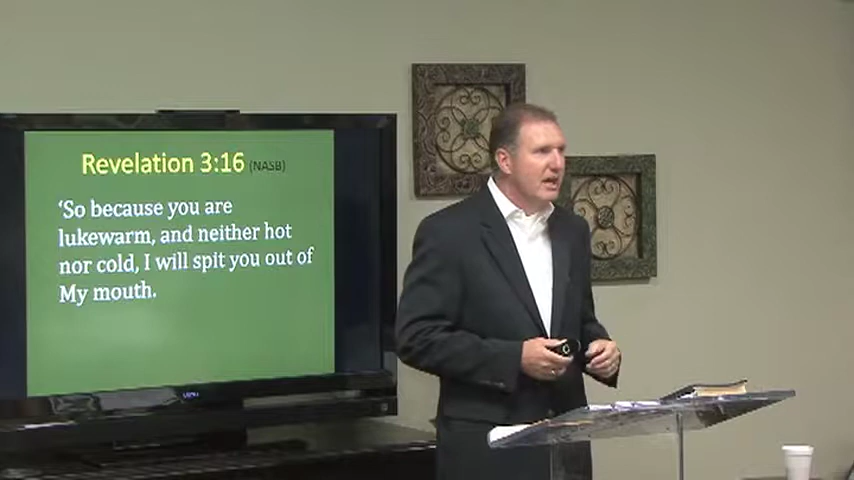 Revelation 3:16 (NASB)
‘So because you are
lukewarm, and neither hot
nor cold, I will spit you out of
My mouth.